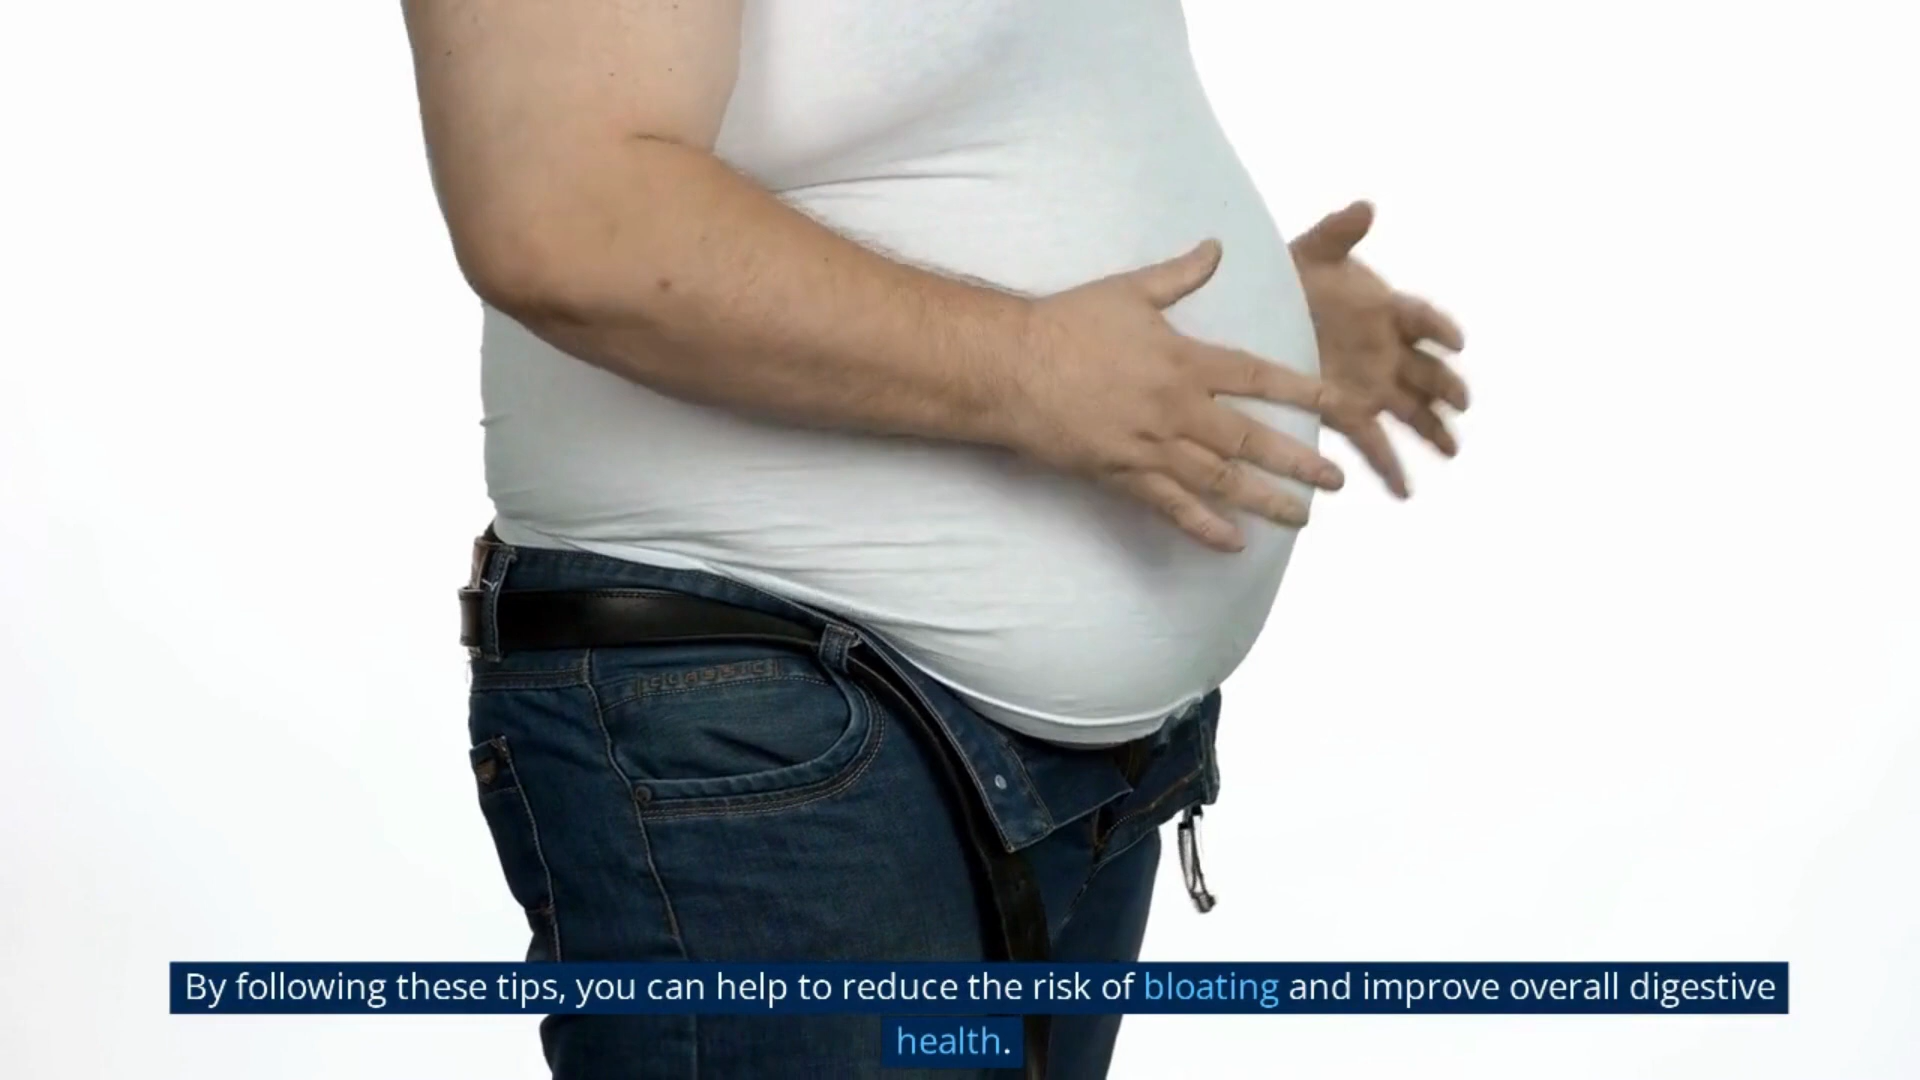 By following these tips, you can help to reduce the risk of bloating and improve overall digestive
health.